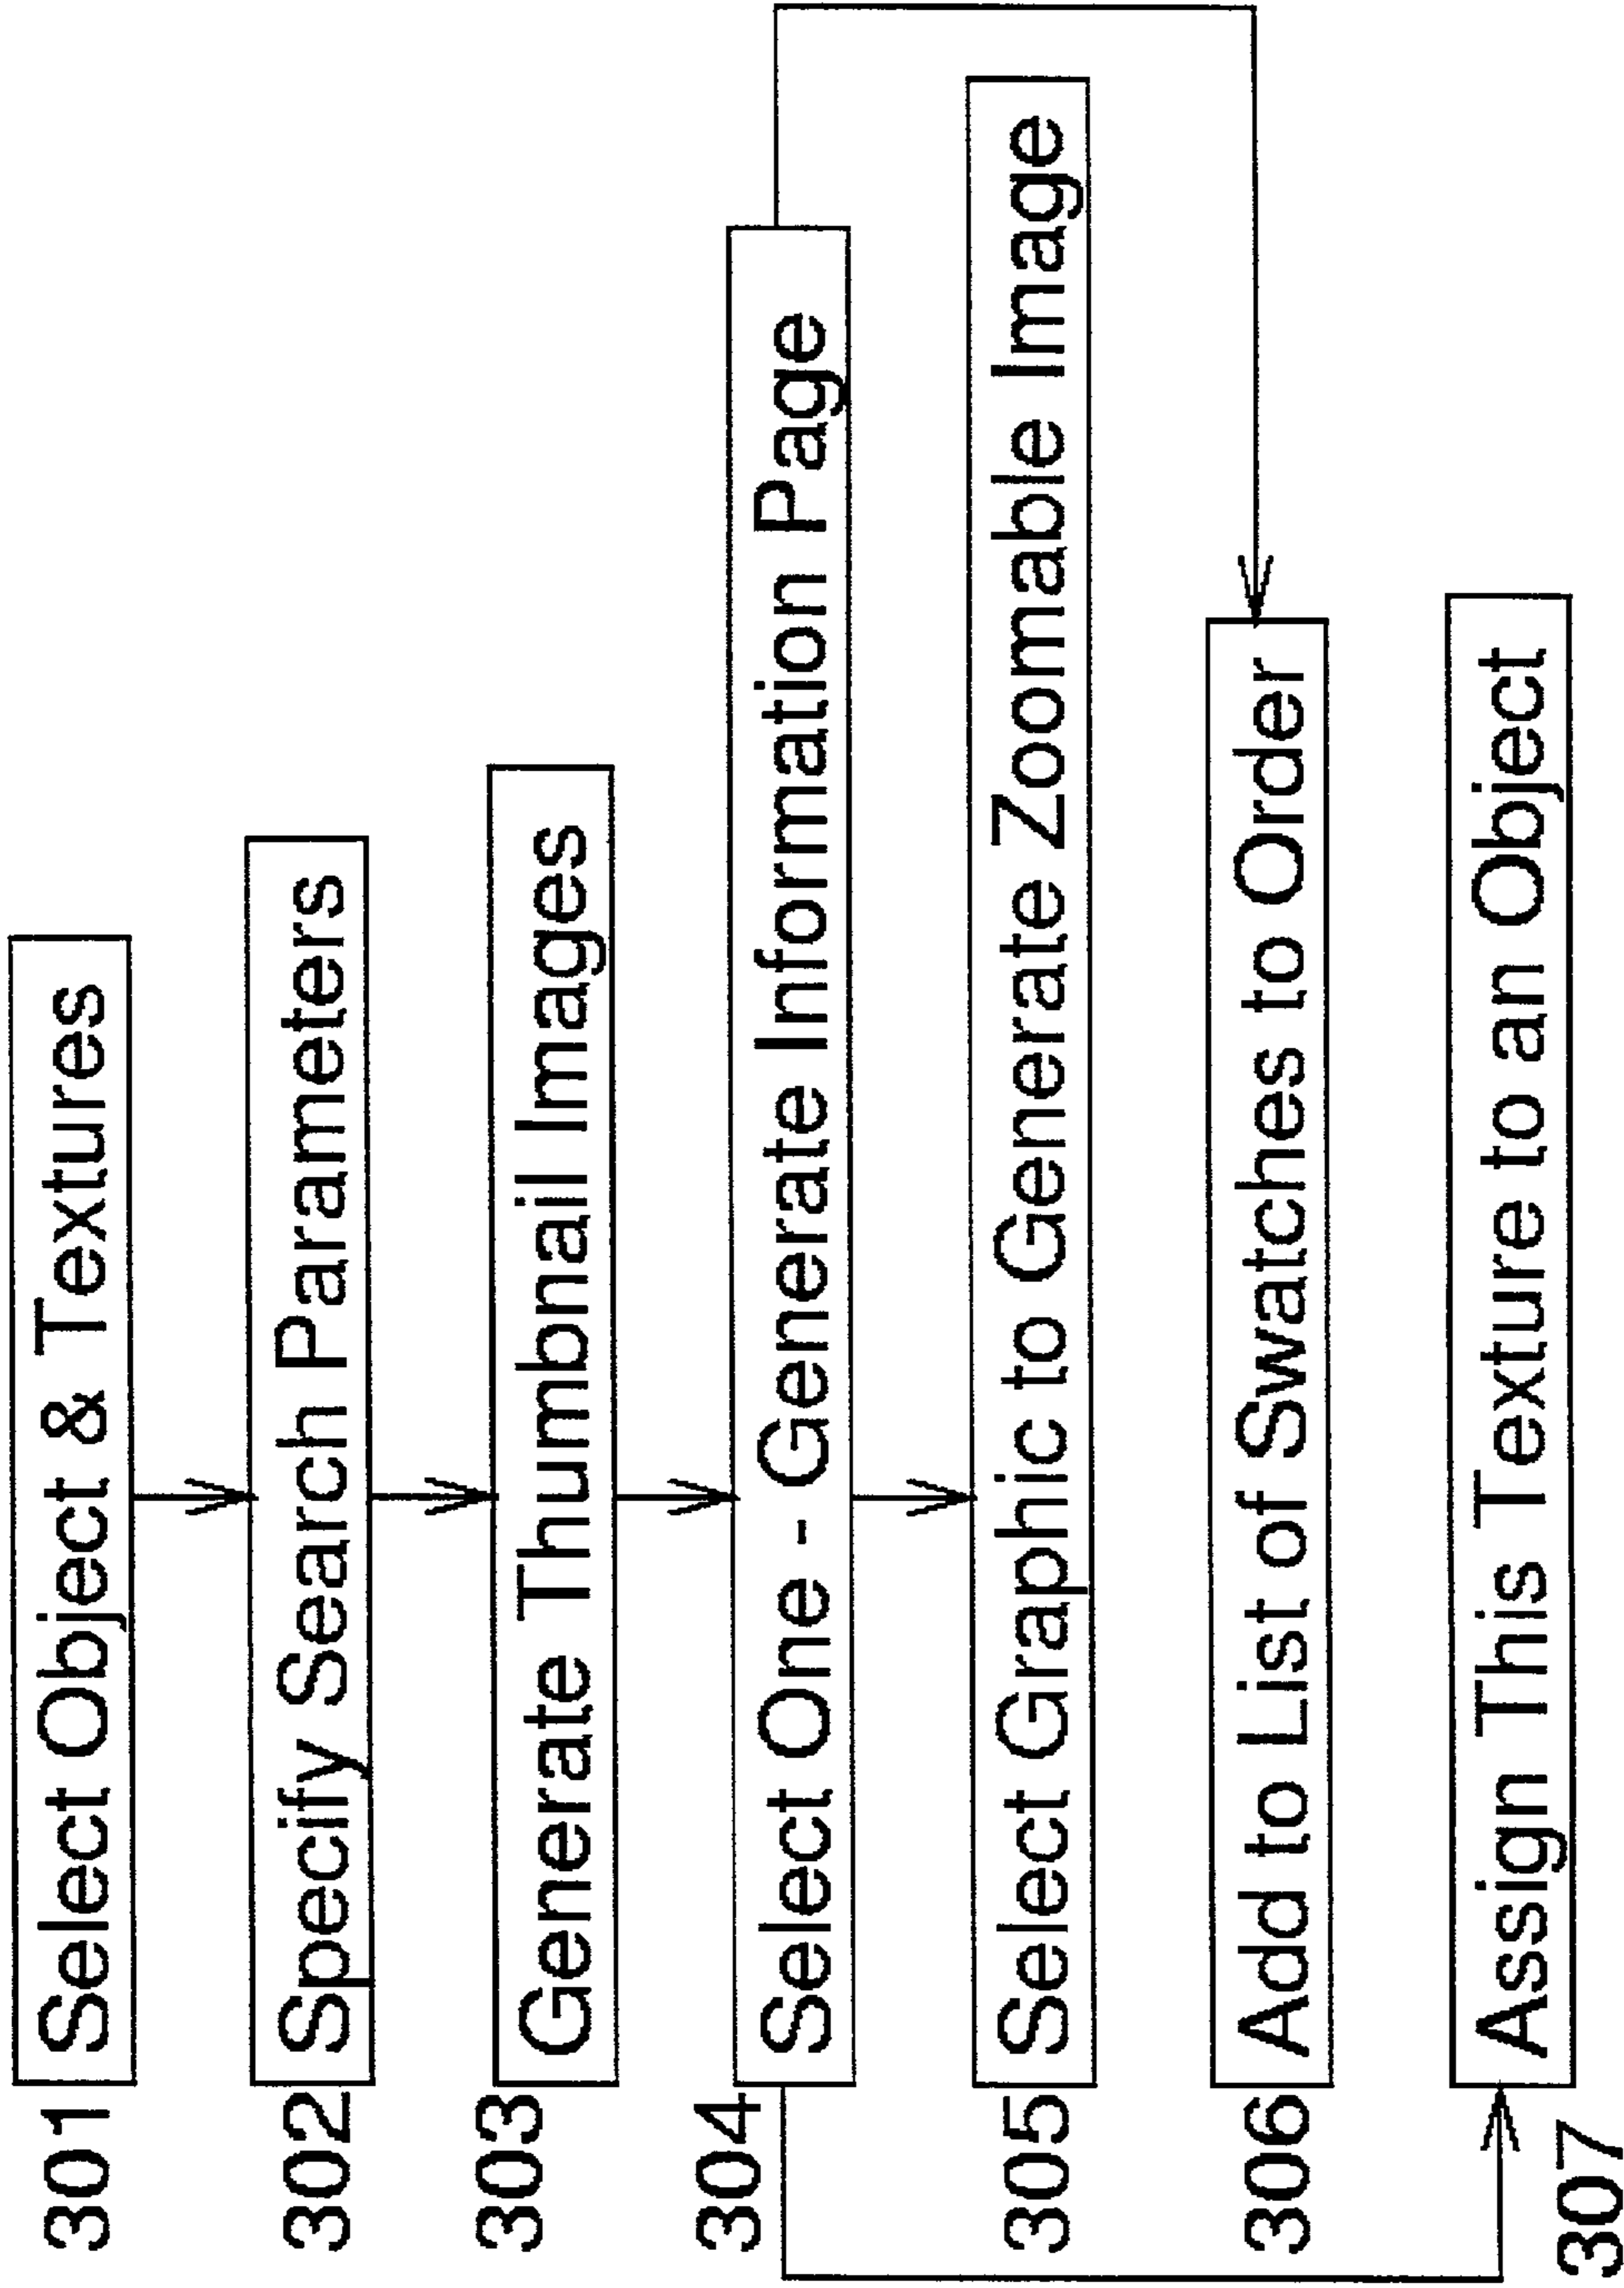 301 Select Object & Textures
302 Specify Search Parameters
303 Generate Thumbnail Images
304 Select One - Generate Information Page
305 Select Graphic to Generate Zoomable Image
306 Add to List of Swatches to Order
307 Assign This Texture to an Object